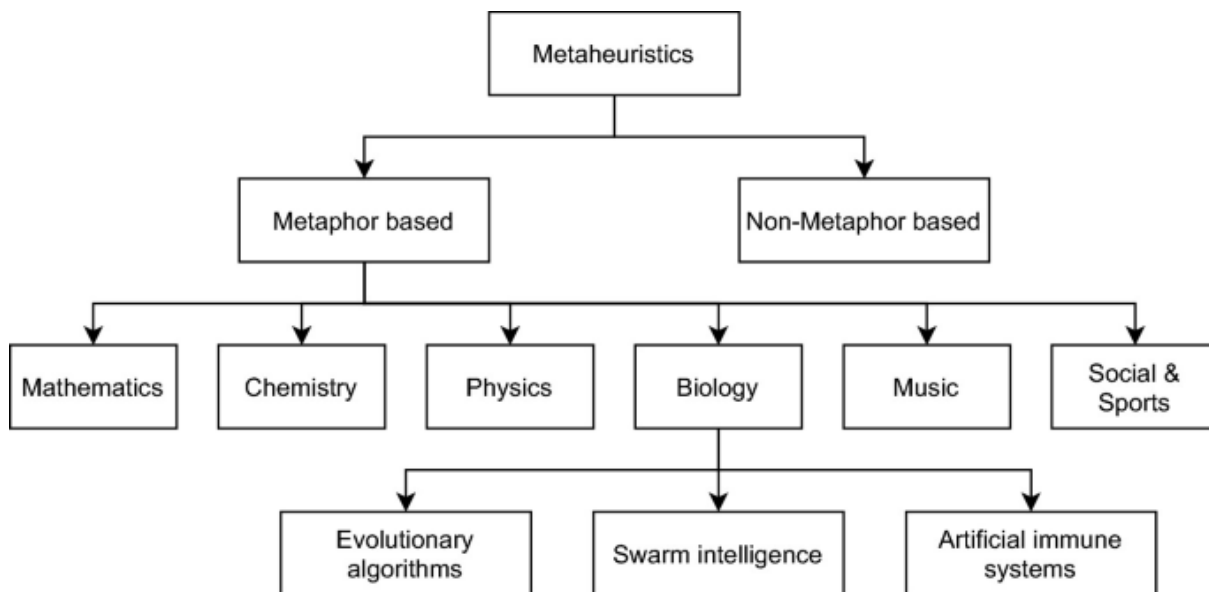 Metaheuristics
Metaphor based
Non-Metaphor based
Mathematics
Chemistry
Physics
Biology
Music
Social &
Sports
Evolutionary
algorithms
Swarm intelligence
Artificial immune
systems